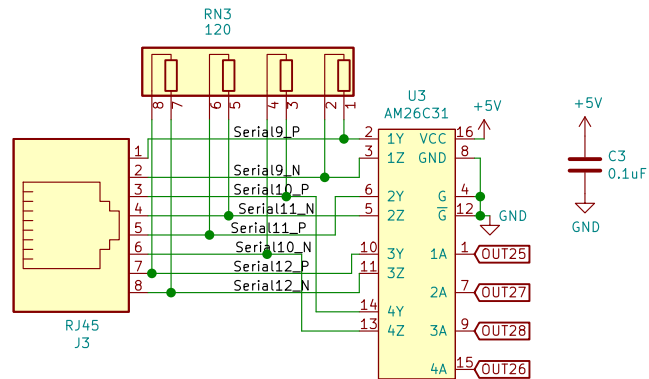 RN3
120
8 7 6 5 4 3 2 1
U3
AM26C31
+5V
+5V
C3
0.1uF
GND
1
2
3
4
5
6
7
8
RJ45
J3
Serial9_P
Serial9_N
Serial10_P
Serial11_N
Serial11_P
Serial10_N
Serial12_P
Serial12_N
2 1Y VCC 16
3 1Z GND 8
6 2Y G 4
5 2Z G 12
GND
10 3Y 1A 1 OUT25
11 3Z
2A 7 OUT27
14 4Y
13 4Z 3A 9 OUT28
4A 15 OUT26